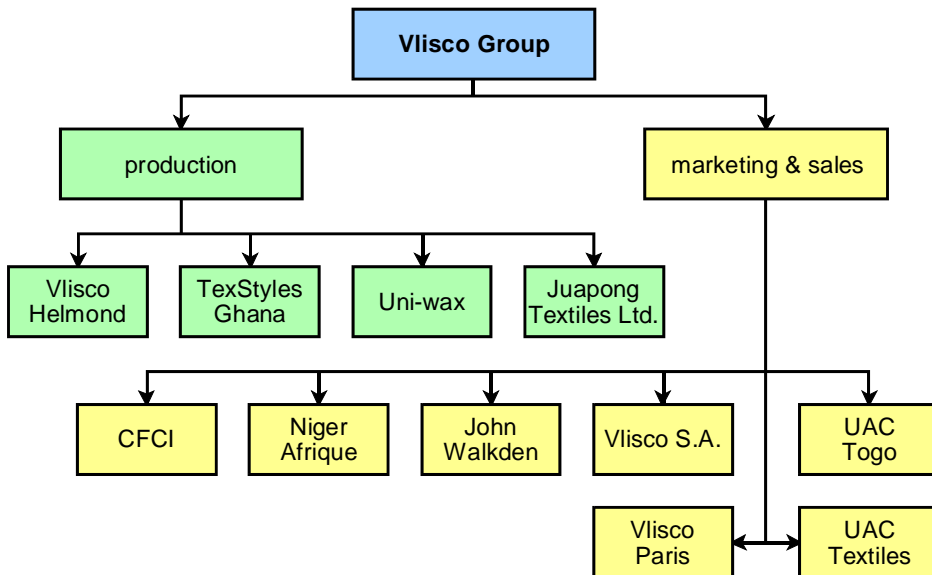 Vlisco Group
production
marketing & sales
Vlisco
Helmond
TexStyles
Ghana
Uni-wax
Juapong
Textiles Ltd.
CFCI
Niger
Afrique
John
Walkden
Vlisco S.A.
UAC
Togo
Vlisco
Paris
UAC
Textiles